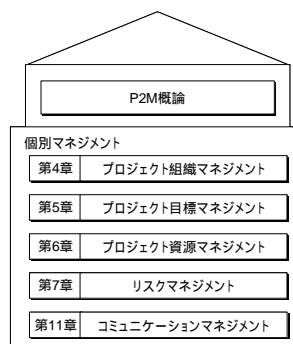 P2M概論
個別マネジメント
第4章 プロジェクト組織マネジメント
第5章 プロジェクト目標マネジメント
第6章 プロジェクト資源マネジメント
第7章 リスクマネジメント
第11章 コミュニケーションマネジメント